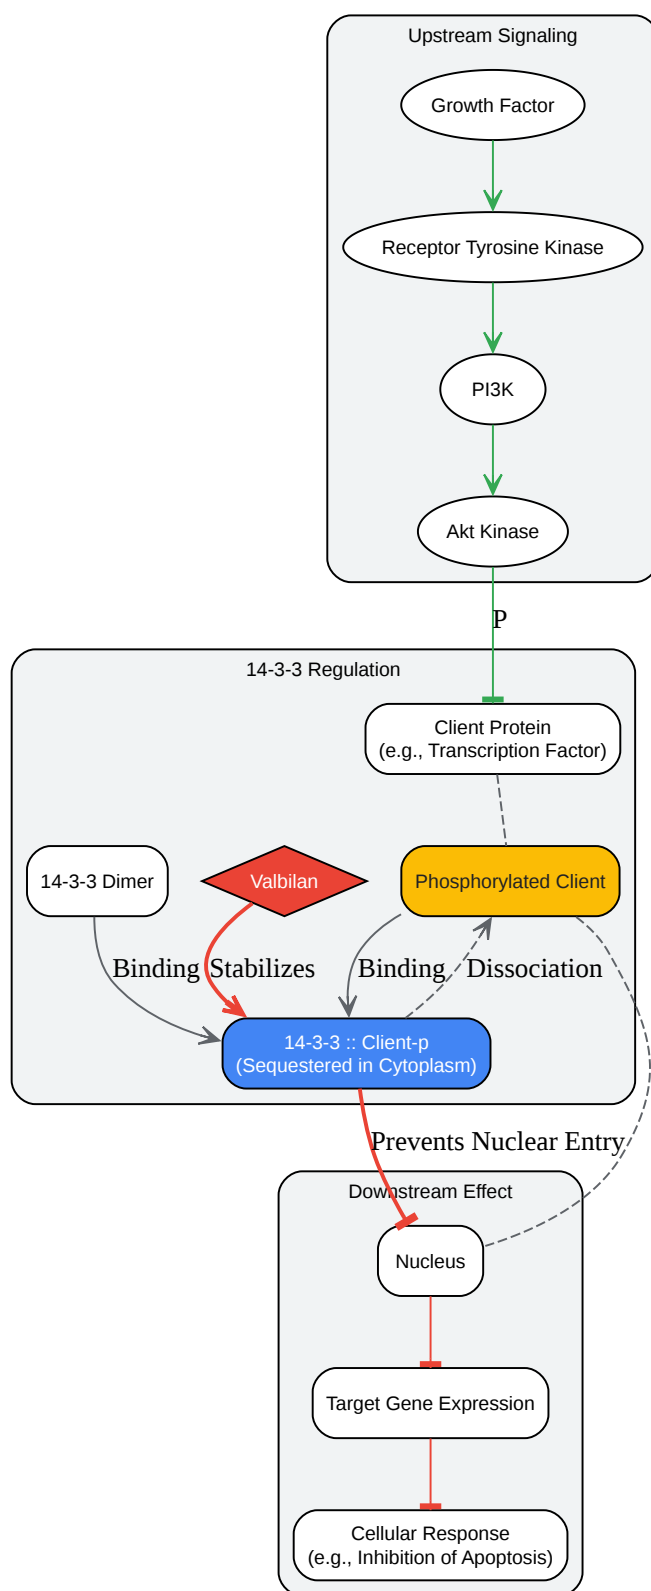 Upstream Signaling
Growth Factor
Receptor Tyrosine Kinase
PI3K
Akt Kinase
P
14-3-3 Regulation
Client Protein
(e.g., Transcription Factor)
14-3-3 Dimer
Valbilan
Phosphorylated Client
Binding
Stabilizes
Binding
Dissociation
14-3-3 :: Client-p
(Sequestered in Cytoplasm)
Prevents Nuclear Entry
Downstream Effect
Nucleus
Target Gene Expression
Cellular Response
(e.g., Inhibition of Apoptosis)